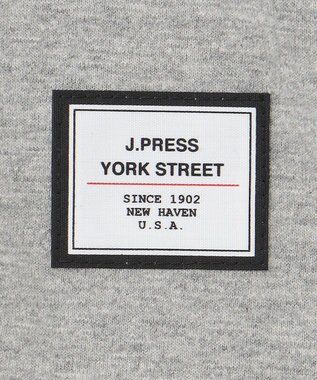 J.PRESS
YORK STREET
SINCE 1902
NEW HAVEN
U.S.A.